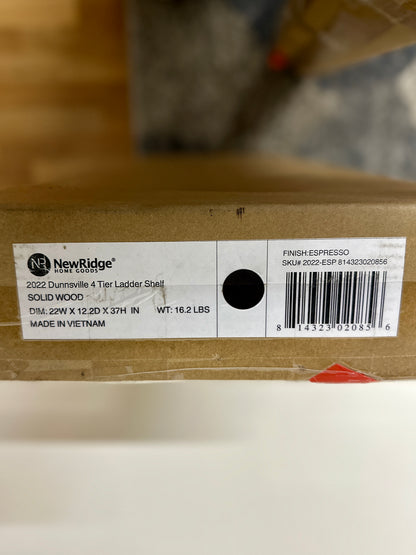 NR NewRidge®
HOME GOODS
2022 Dunnsville 4 Tier Ladder Shelf
SOLID WOOD
DIM: 22W X 12.2D X 37H IN WT: 16.2 LBS
MADE IN VIETNAM
FINISH:ESPRESSO
SKU# 2022-ESP 814323020856
8 14323 02085 6